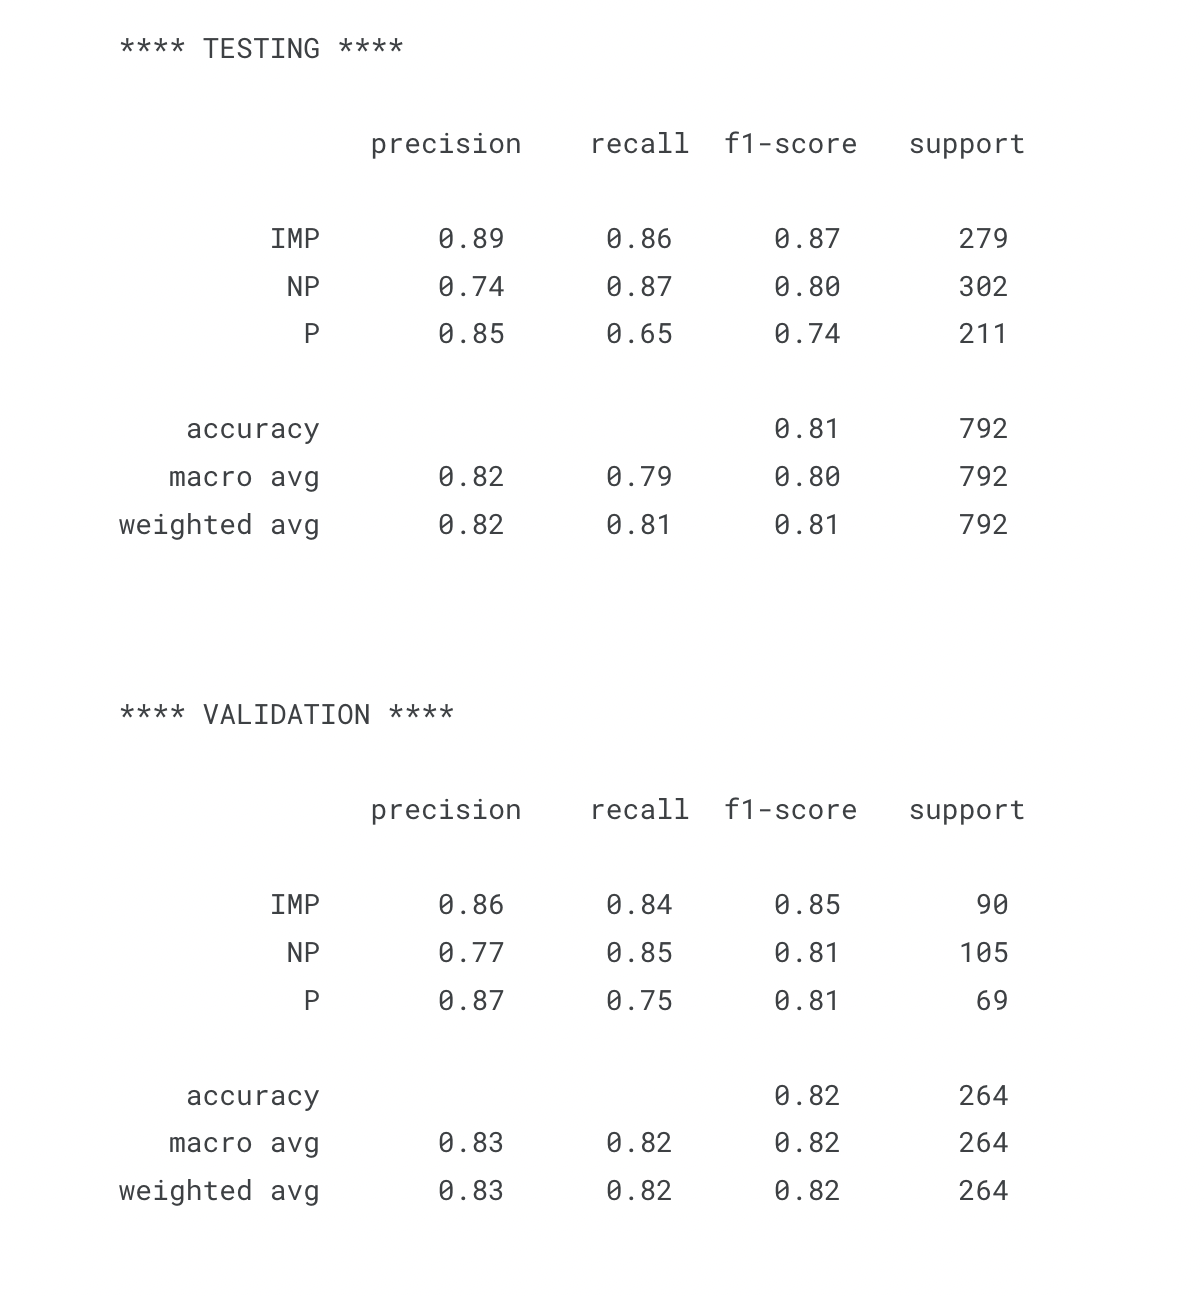 **** TESTING ****
precision recall f1-score support
IMP 0.89 0.86 0.87 279
NP 0.74 0.87 0.80 302
P 0.85 0.65 0.74 211
accuracy 0.81 792
macro avg 0.82 0.79 0.80 792
weighted avg 0.82 0.81 0.81 792
**** VALIDATION ****
precision recall f1-score support
IMP 0.86 0.84 0.85 90
NP 0.77 0.85 0.81 105
P 0.87 0.75 0.81 69
accuracy 0.82 264
macro avg 0.83 0.82 0.82 264
weighted avg 0.83 0.82 0.82 264